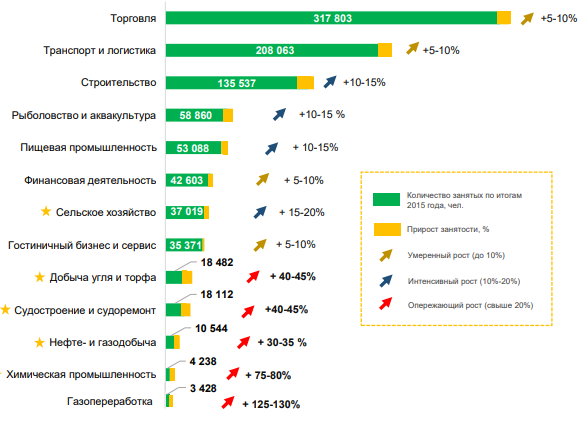 Торговля 317 803 +5-10%
Транспорт и логистика 208 063 +5-10%
Строительство 135 537 +10-15%
Рыболовство и аквакультура 58 860 +10-15 %
Пищевая промышленность 53 088 + 10-15%
Финансовая деятельность 42 603 + 5-10%
Сельское хозяйство 37 019 + 15-20%
Гостиничный бизнес и сервис 35 371 + 5-10%
Добыча угля и торфа 18 482 + 40-45%
Судостроение и судоремонт 18 112 +40-45%
Нефте- и газодобыча 10 544 + 30-35 %
Химическая промышленность 4 238 + 75-80%
Газопереработка 3 428 + 125-130%
Количество занятых по итогам
2015 года, чел.
Прирост занятости, %
Умеренный рост (до 10%)
Интенсивный рост (10%-20%)
Опережающий рост (свыше 20%)